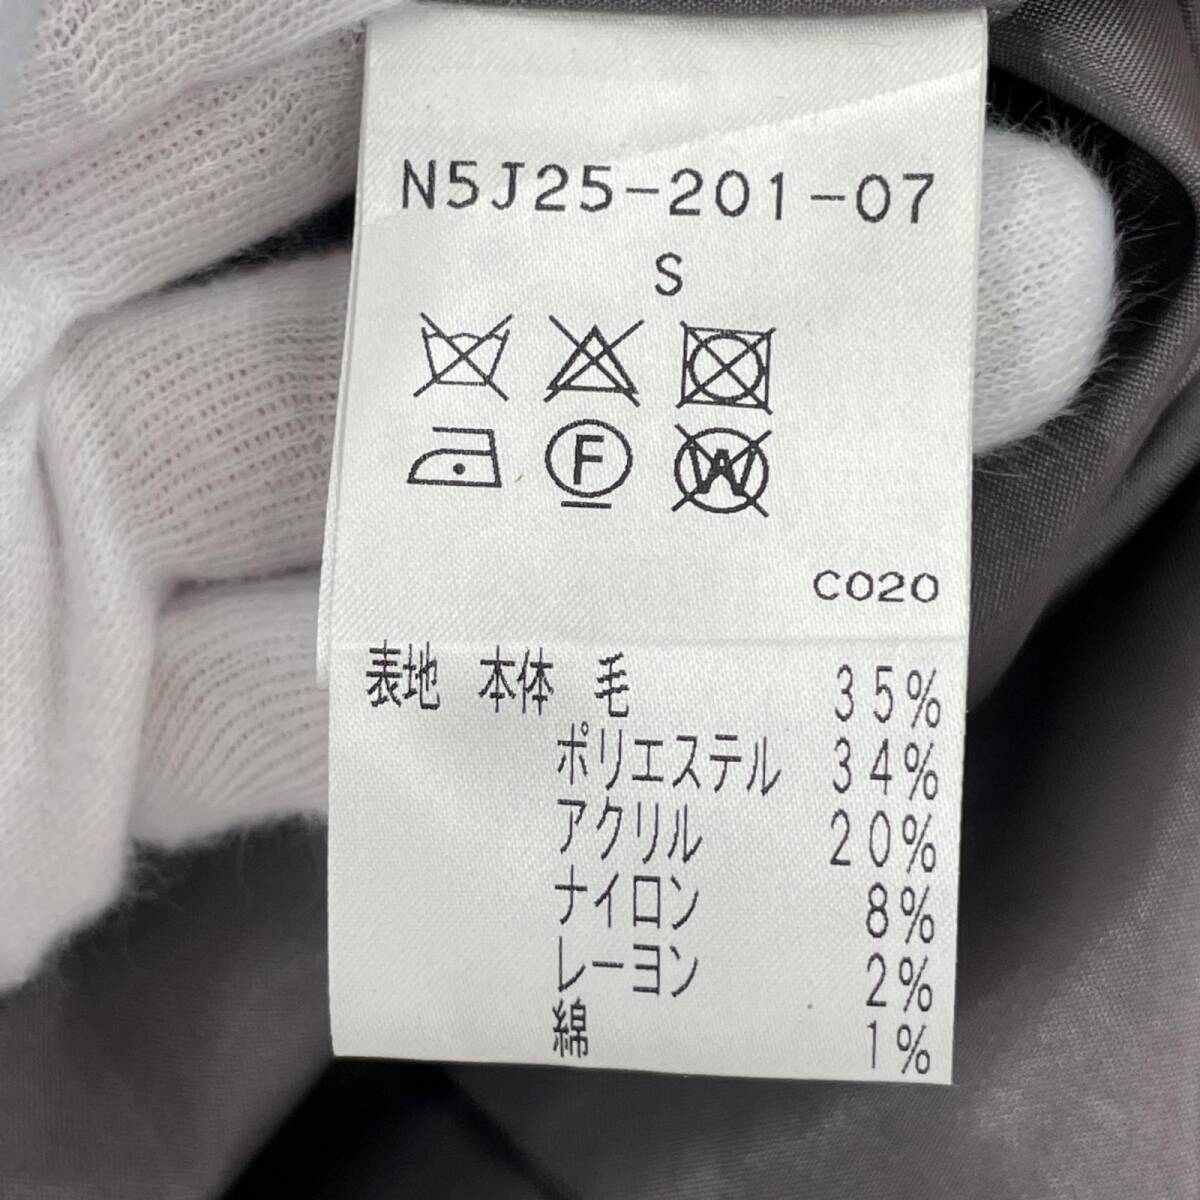 N5J25-201-07
S
F
W
C020
表地 本体 毛 35%
ポリエステル 34%
アクリル 20%
ナイロン 8%
レーヨン 2%
綿 1%